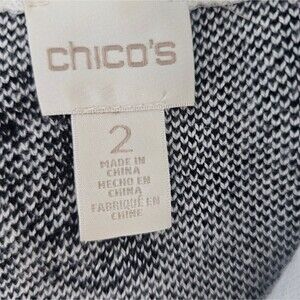 chico's
2
MADE IN
CHINA
HECHO EN
CHINA
FABRIQUÉ EN
CHINE